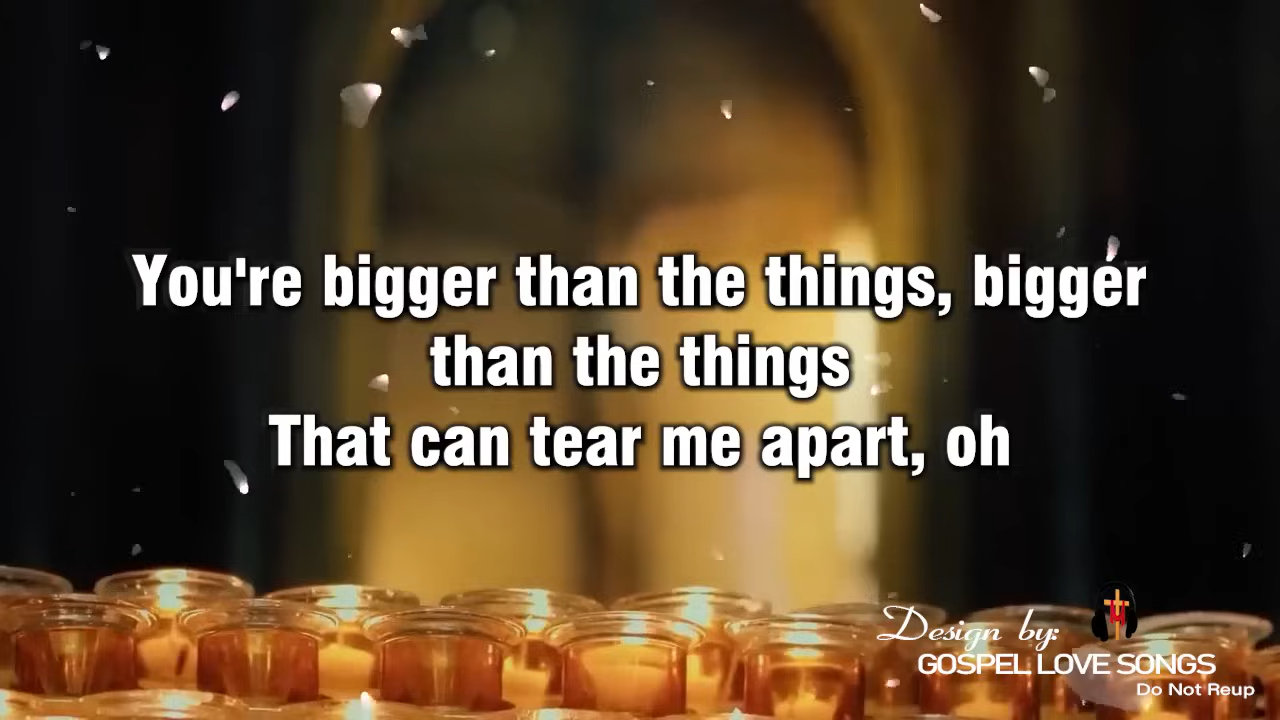 You're bigger than the things, bigger
than the things
That can tear me apart, oh
Design by:
GOSPEL LOVE SONGS
Do Not Reup